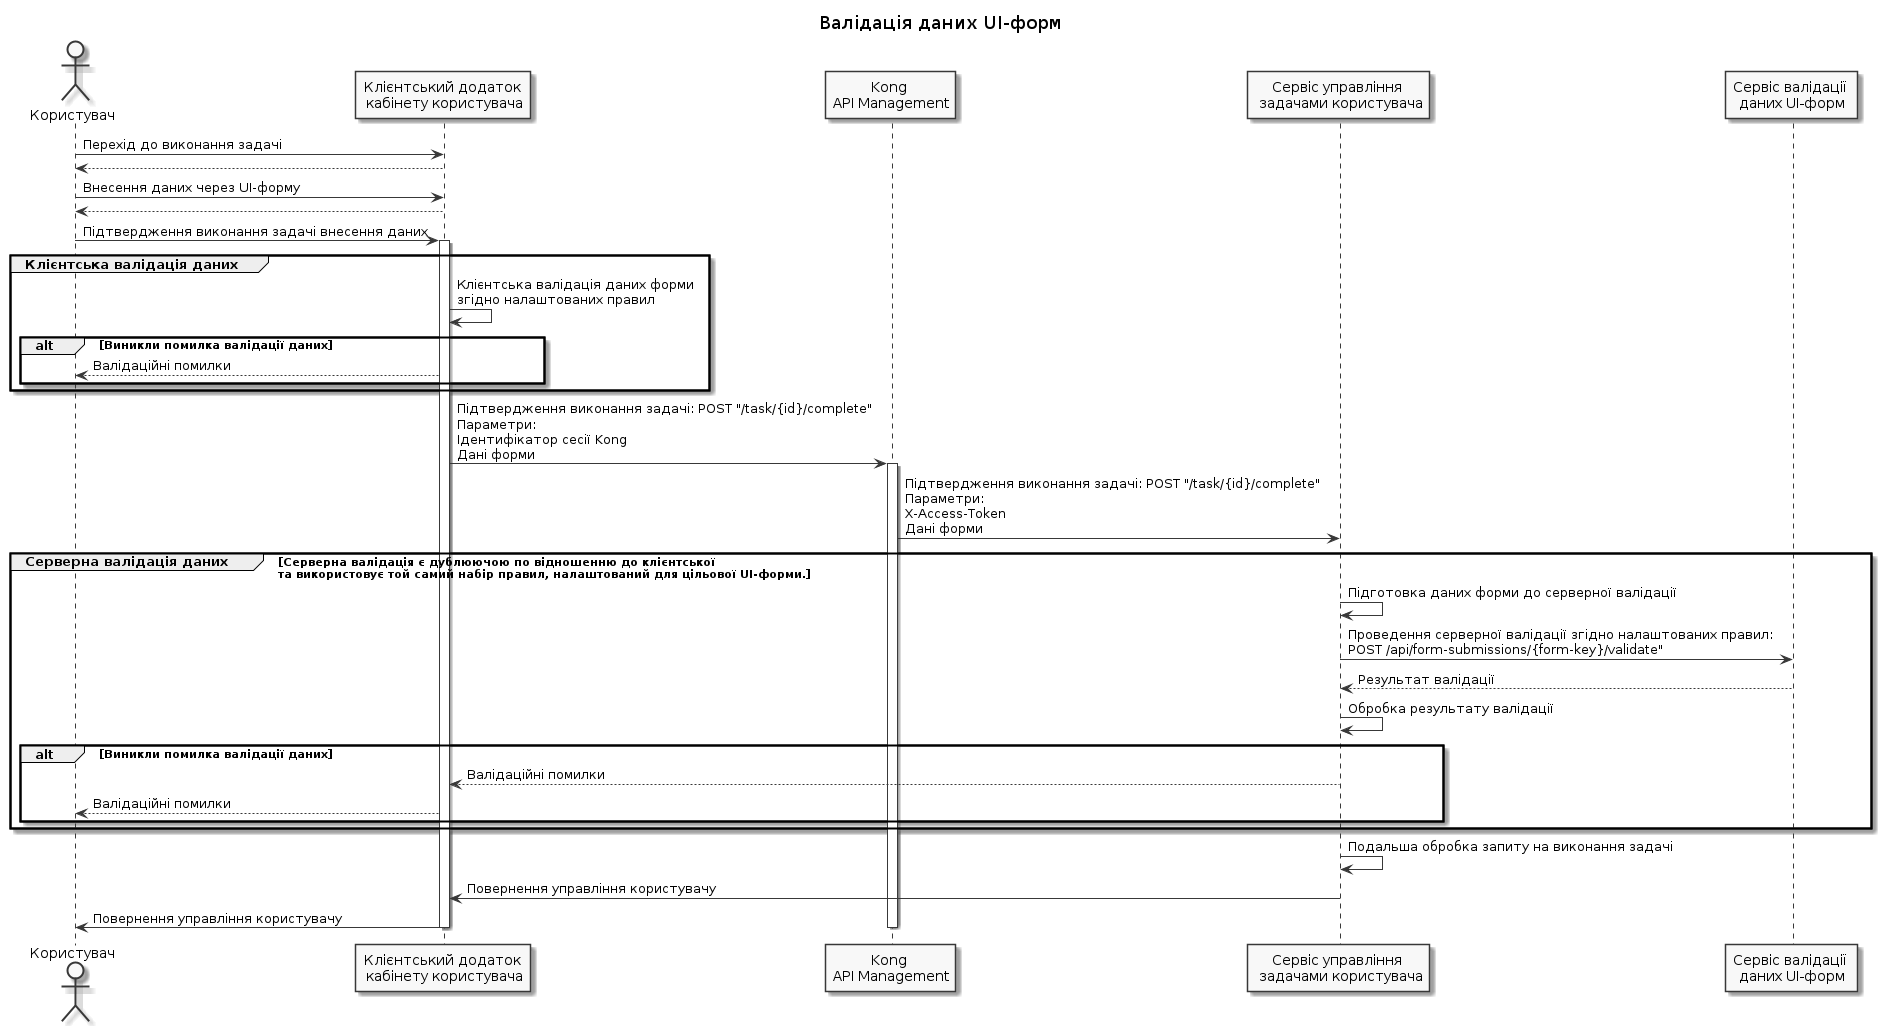 Валідація даних UI-форм
Користувач
Клієнтський додаток
кабінету користувача
Kong
API Management
Сервіс управління
задачами користувача
Сервіс валідації
даних UI-форм
Перехід до виконання задачі
Внесення даних через UI-форму
Підтвердження виконання задачі внесення даних
Клієнтська валідація даних
Клієнтська валідація даних форми
згідно налаштованих правил
alt [Виникли помилка валідації даних]
Валідаційні помилки
Підтвердження виконання задачі: POST "/task/{id}/complete"
Параметри:
Ідентифікатор сесії Kong
Дані форми
Підтвердження виконання задачі: POST "/task/{id}/complete"
Параметри:
X-Access-Token
Дані форми
Серверна валідація даних [Серверна валідація є дублюючою по відношенню до клієнтської
та використовує той самий набір правил, налаштований для цільової UI-форми.]
Підготовка даних форми до серверної валідації
Проведення серверної валідації згідно налаштованих правил:
POST /api/form-submissions/{form-key}/validate"
Результат валідації
Обробка результату валідації
alt [Виникли помилка валідації даних]
Валідаційні помилки
Валідаційні помилки
Подальша обробка запиту на виконання задачі
Повернення управління користувачу
Повернення управління користувачу
Користувач
Клієнтський додаток
кабінету користувача
Kong
API Management
Сервіс управління
задачами користувача
Сервіс валідації
даних UI-форм